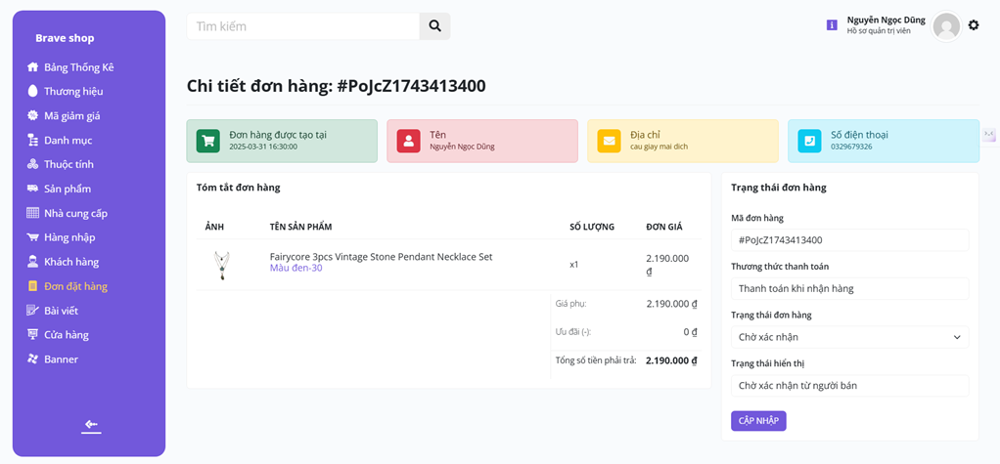 Brave shop
Bảng Thống Kê
Thương hiệu
Mã giảm giá
Danh mục
Thuộc tính
Sản phẩm
Nhà cung cấp
Hàng nhập
Khách hàng
Đơn đặt hàng
Bài viết
Cửa hàng
Banner
Tìm kiếm
Nguyễn Ngọc Dũng
Hồ sơ quản trị viên
Chi tiết đơn hàng: #PoJcZ1743413400
Đơn hàng được tạo tại
2025-03-31 16:30:00
Tên
Nguyễn Ngọc Dũng
Địa chỉ
cau giay mai dich
Số điện thoại
0329679326
Tóm tắt đơn hàng
ẢNH TÊN SẢN PHẨM SỐ LƯỢNG ĐƠN GIÁ
Fairycore 3pcs Vintage Stone Pendant Necklace Set
Màu đen-30
x1
2.190.000
₫
Giá phụ: 2.190.000 ₫
Ưu đãi (-): 0 ₫
Tổng số tiền phải trả: 2.190.000 ₫
Trạng thái đơn hàng
Mã đơn hàng
#PoJcZ1743413400
Thương thức thanh toán
Thanh toán khi nhận hàng
Trạng thái đơn hàng
Chờ xác nhận
Trạng thái hiển thị
Chờ xác nhận từ người bán
CẬP NHẬP